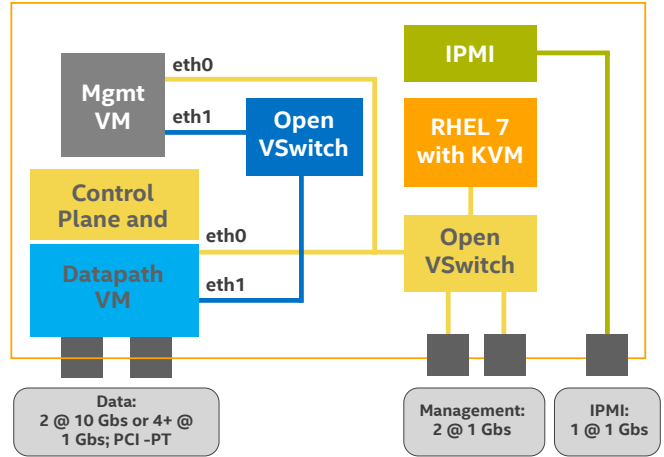 eth0
IPMI
Mgmt
VM
eth1
Open
VSwitch
RHEL 7
with KVM
Control
Plane and
eth0
Open
VSwitch
Datapath
VM
eth1
Data:
2 @ 10 Gbs or 4+ @
1 Gbs; PCI -PT
Management:
2 @ 1 Gbs
IPMI:
1 @ 1 Gbs